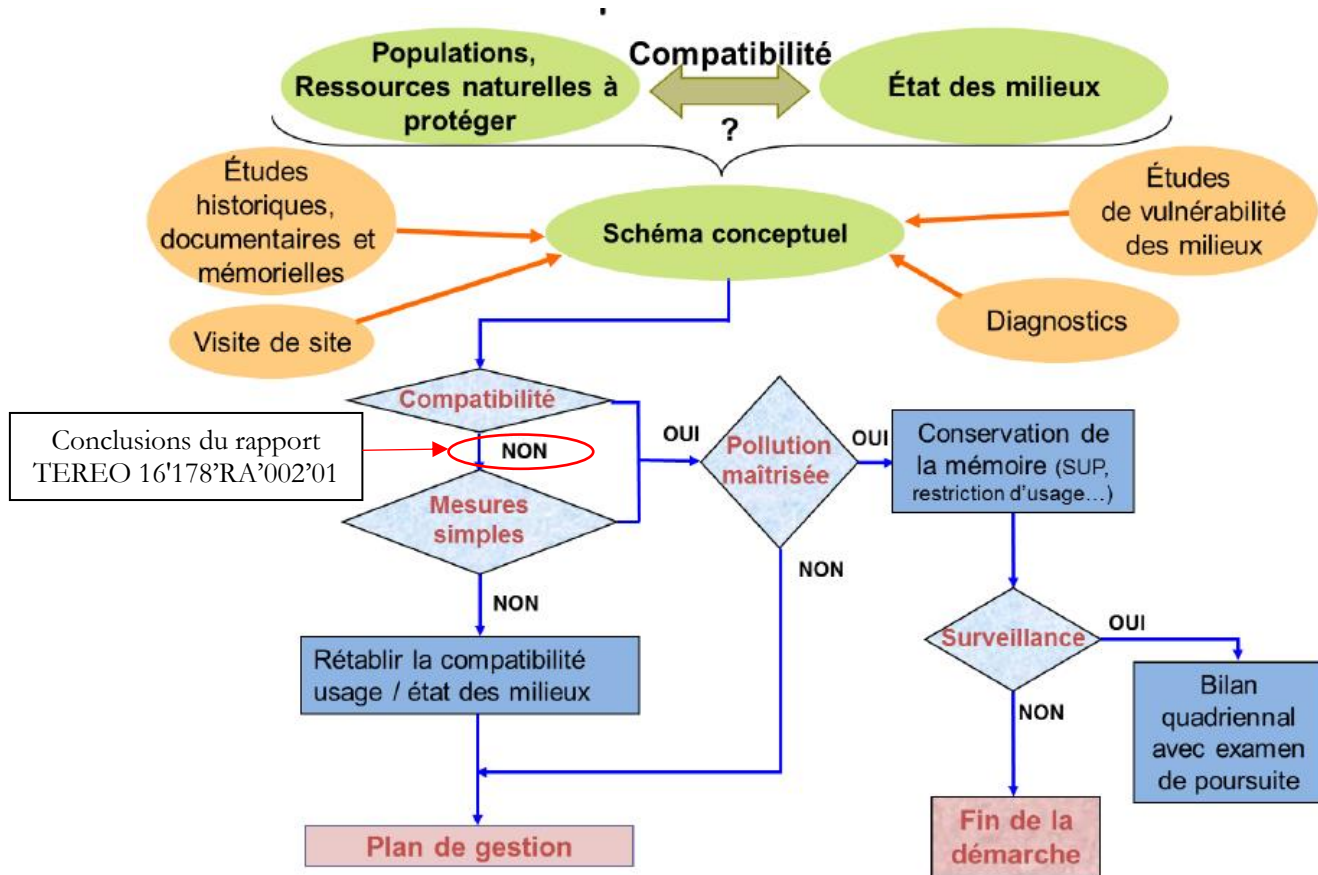 Populations,
Ressources naturelles à
protéger
Compatibilité
?
État des milieux
Études
historiques,
documentaires et
mémorielles
Études
de vulnérabilité
des milieux
Schéma conceptuel
Visite de site
Diagnostics
Compatibilité
Conclusions du rapport
TEREO 16'178'RA'002'01
NON
Mesures
simples
OUI
Pollution
maîtrisée
OUI
Conservation de
la mémoire (SUP,
restriction d'usage...)
NON
NON
Rétablir la compatibilité
usage / état des milieux
Surveillance
OUI
NON
Bilan
quadriennal
avec examen
de poursuite
Plan de gestion
Fin de la
démarche